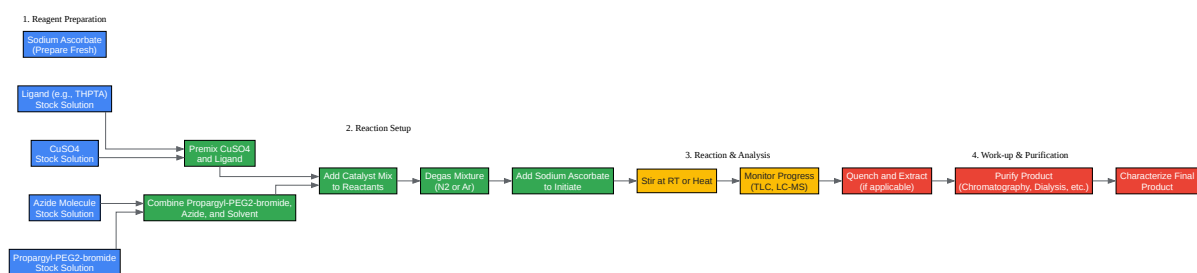 1. Reagent Preparation
Sodium Ascorbate
(Prepare Fresh)
Ligand (e.g., THPTA)
Stock Solution
CuSO4
Stock Solution
Azide Molecule
Stock Solution
Propargyl-PEG2-bromide
Stock Solution
2. Reaction Setup
Premix CuSO4
and Ligand
Combine Propargyl-PEG2-bromide,
Azide, and Solvent
Add Catalyst Mix
to Reactants
Degas Mixture
(N2 or Ar)
Add Sodium Ascorbate
to Initiate
3. Reaction & Analysis
Stir at RT or Heat
Monitor Progress
(TLC, LC-MS)
4. Work-up & Purification
Quench and Extract
(if applicable)
Purify Product
(Chromatography, Dialysis, etc.)
Characterize Final
Product